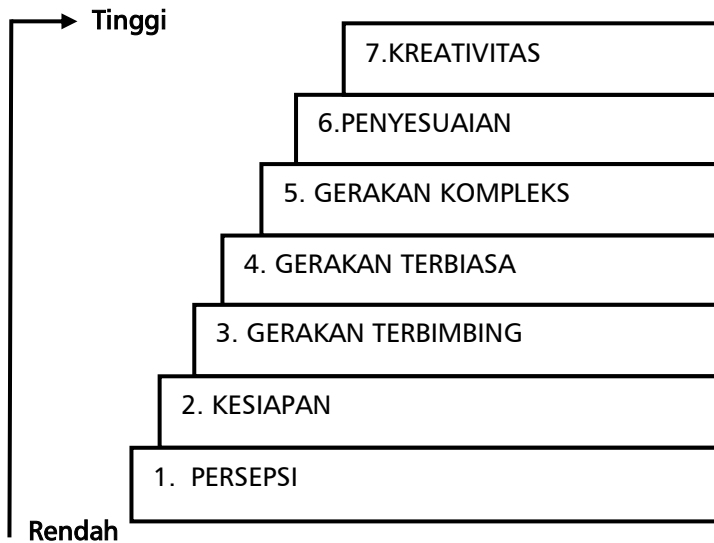 Tinggi
7.KREATIVITAS
6.PENYESUAIAN
5. GERAKAN KOMPLEKS
4. GERAKAN TERBIASA
3. GERAKAN TERBIMBING
2. KESIAPAN
1. PERSEPSI
Rendah